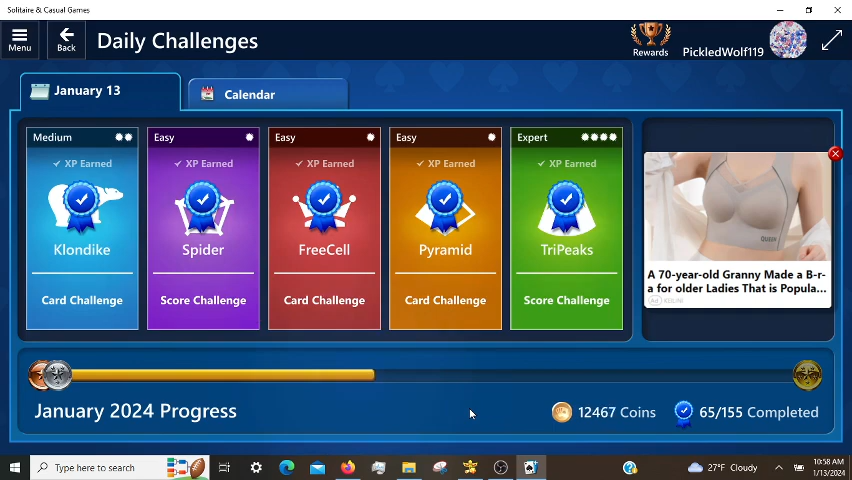 Solitaire & Casual Games
Menu
Back
Daily Challenges
Rewards
PickledWolf119
January 13
Calendar
Medium
XP Earned
Klondike
Card Challenge
Easy
XP Earned
Spider
Score Challenge
Easy
XP Earned
FreeCell
Card Challenge
Easy
XP Earned
Pyramid
Card Challenge
Expert
XP Earned
TriPeaks
Score Challenge
A 70-year-old Granny Made a B-r-
a for older Ladies That is Popula...
Ad
January 2024 Progress
12467 Coins
65/155 Completed
Type here to search
27°F Cloudy
10:58 AM
1/13/2024